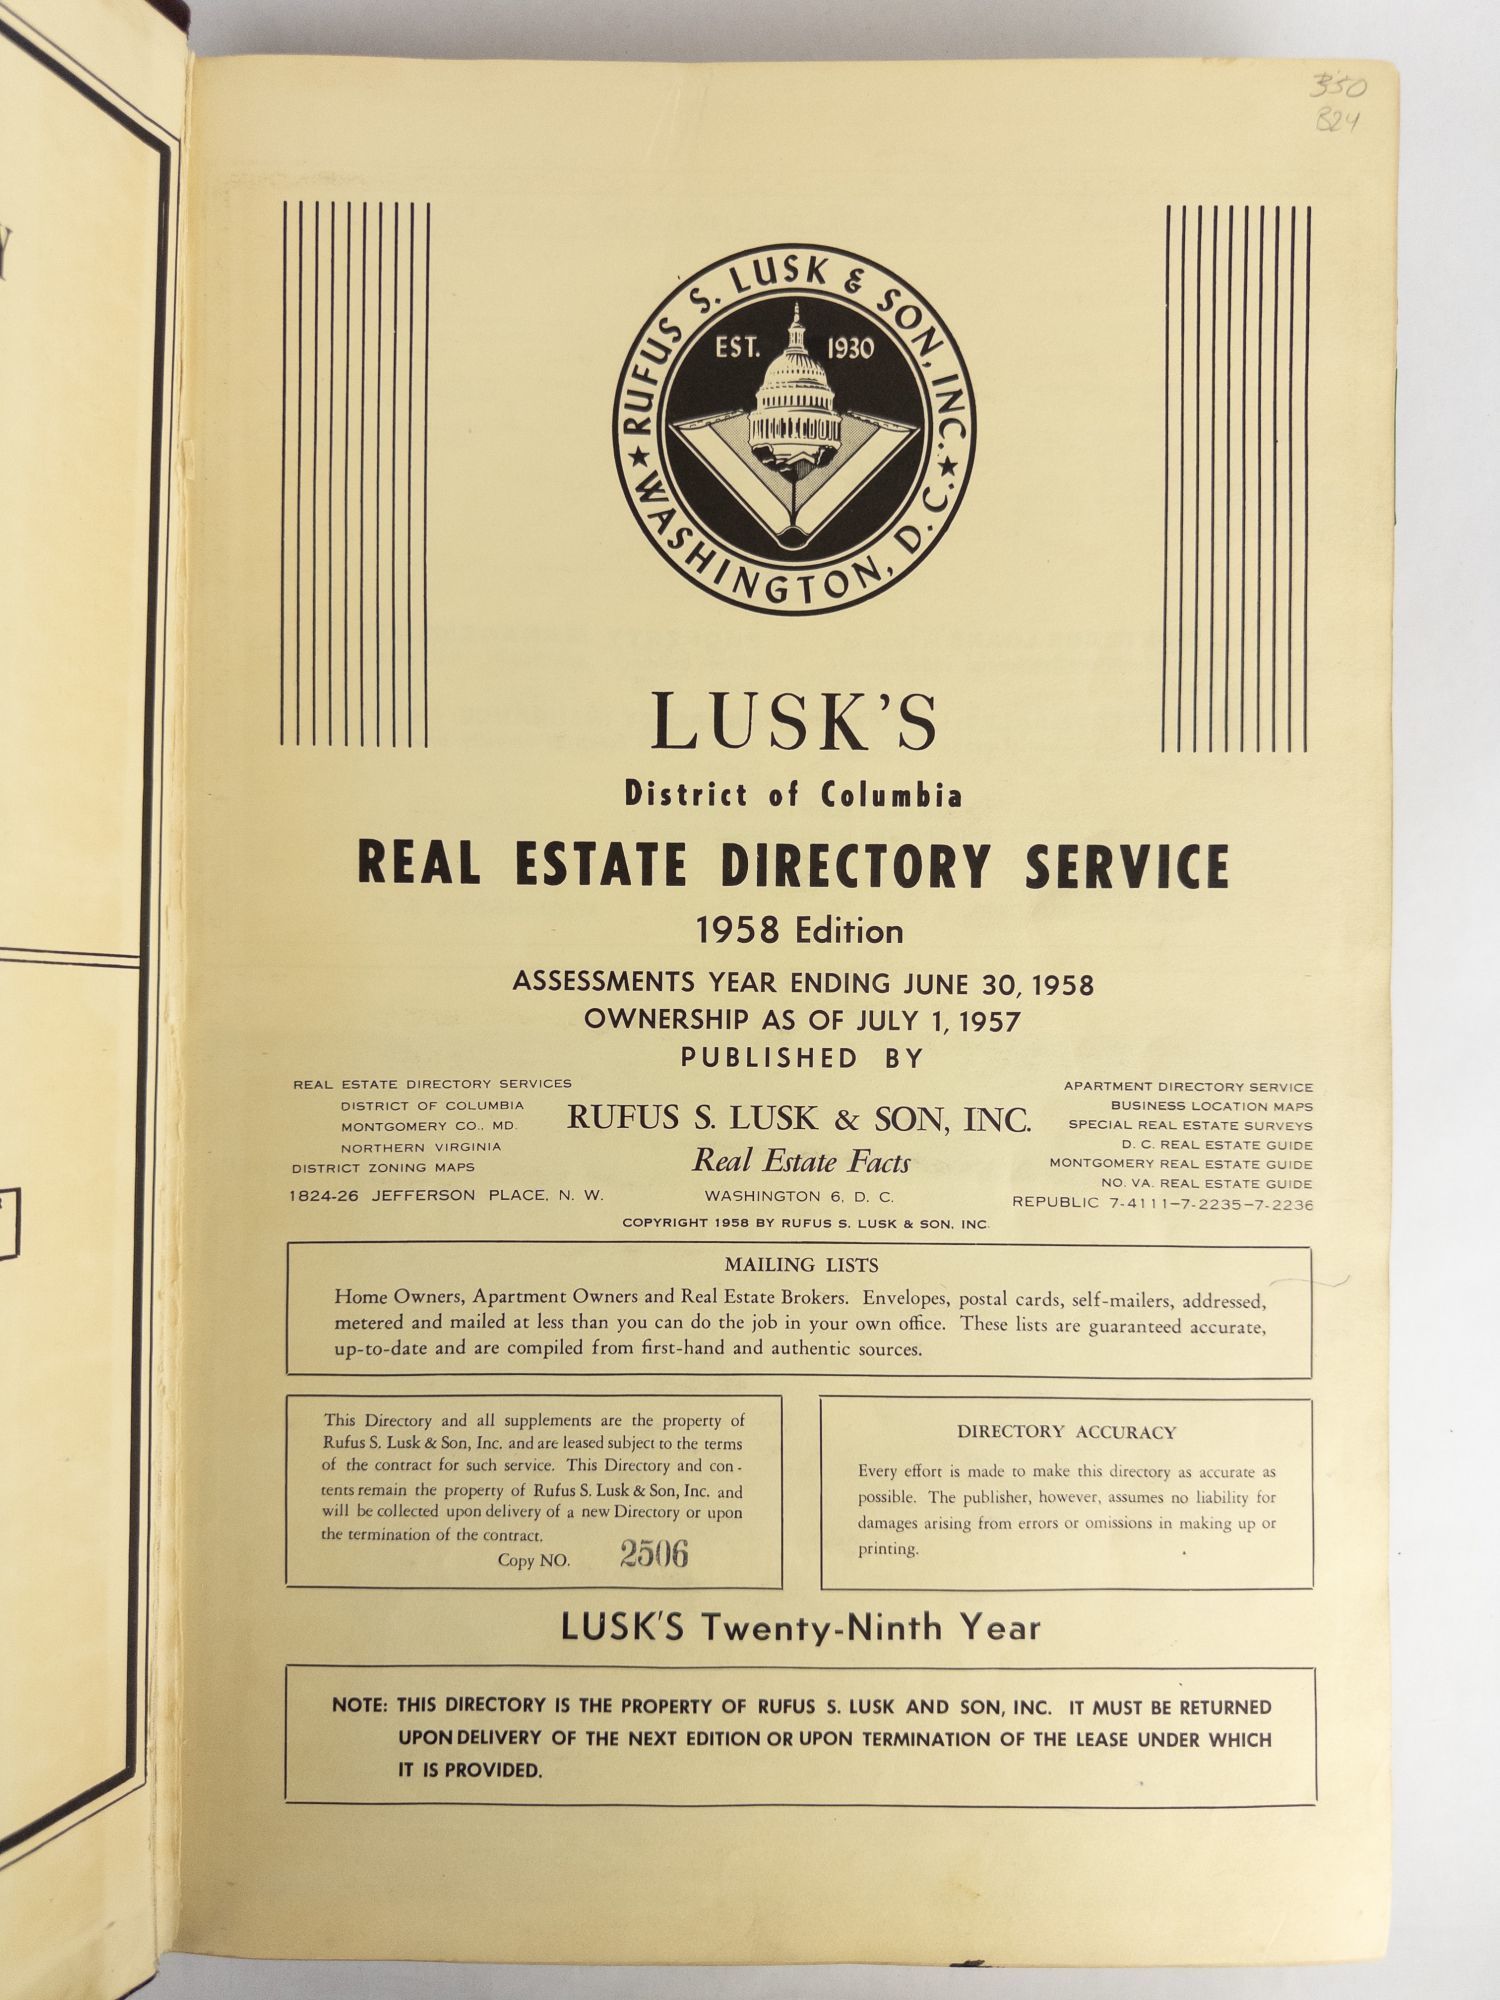 350
B24
RUFUS S. LUSK & SON, INC.
WASHINGTON, D.C.
EST. 1930
LUSK'S
District of Columbia
REAL ESTATE DIRECTORY SERVICE
1958 Edition
ASSESSMENTS YEAR ENDING JUNE 30, 1958
OWNERSHIP AS OF JULY 1, 1957
PUBLISHED BY
REAL ESTATE DIRECTORY SERVICES
DISTRICT OF COLUMBIA
MONTGOMERY CO., MD.
NORTHERN VIRGINIA
DISTRICT ZONING MAPS
1824-26 JEFFERSON PLACE, N. W.
RUFUS S. LUSK & SON, INC.
Real Estate Facts
WASHINGTON 6, D. C.
APARTMENT DIRECTORY SERVICE
BUSINESS LOCATION MAPS
SPECIAL REAL ESTATE SURVEYS
D. C. REAL ESTATE GUIDE
MONTGOMERY REAL ESTATE GUIDE
NO. VA. REAL ESTATE GUIDE
REPUBLIC 7-4111-7-2235-7-2236
COPYRIGHT 1958 BY RUFUS S. LUSK & SON, INC.
MAILING LISTS
Home Owners, Apartment Owners and Real Estate Brokers. Envelopes, postal cards, self-mailers, addressed,
metered and mailed at less than you can do the job in your own office. These lists are guaranteed accurate,
up-to-date and are compiled from first-hand and authentic sources.
This Directory and all supplements are the property of
Rufus S. Lusk & Son, Inc. and are leased subject to the terms
of the contract for such service. This Directory and con-
tents remain the property of Rufus S. Lusk & Son, Inc. and
will be collected upon delivery of a new Directory or upon
the termination of the contract.
Copy NO. 2506
DIRECTORY ACCURACY
Every effort is made to make this directory as accurate as
possible. The publisher, however, assumes no liability for
damages arising from errors or omissions in making up or
printing.
LUSK'S Twenty-Ninth Year
NOTE: THIS DIRECTORY IS THE PROPERTY OF RUFUS S. LUSK AND SON, INC. IT MUST BE RETURNED
UPON DELIVERY OF THE NEXT EDITION OR UPON TERMINATION OF THE LEASE UNDER WHICH
IT IS PROVIDED.